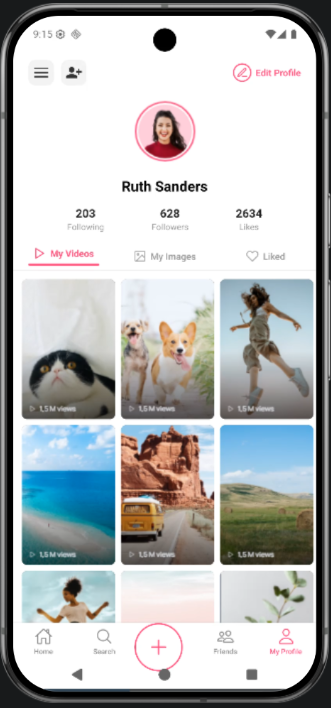 9:15
Edit Profile
Ruth Sanders
203 628 2634
Following Followers Likes
My Videos My Images Liked
1,5 M views 1,5 M views 1,5 M views
1,5 M views 1,5 M views 1,5 M views
Home Search Friends My Profile